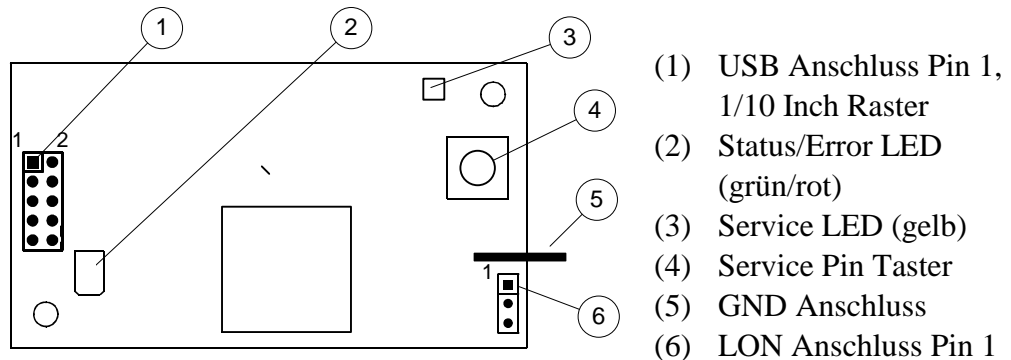 1
2
3
4
5
6
1 2
1
(1) USB Anschluss Pin 1,
1/10 Inch Raster
(2) Status/Error LED
(grün/rot)
(3) Service LED (gelb)
(4) Service Pin Taster
(5) GND Anschluss
(6) LON Anschluss Pin 1